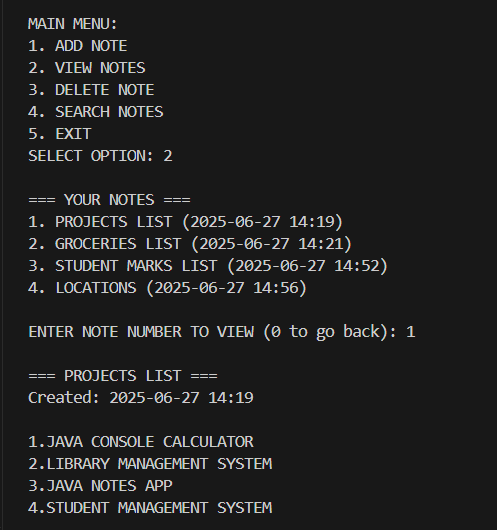 MAIN MENU:
1. ADD NOTE
2. VIEW NOTES
3. DELETE NOTE
4. SEARCH NOTES
5. EXIT
SELECT OPTION: 2
=== YOUR NOTES ===
1. PROJECTS LIST (2025-06-27 14:19)
2. GROCERIES LIST (2025-06-27 14:21)
3. STUDENT MARKS LIST (2025-06-27 14:52)
4. LOCATIONS (2025-06-27 14:56)
ENTER NOTE NUMBER TO VIEW (0 to go back): 1
=== PROJECTS LIST ===
Created: 2025-06-27 14:19
1.JAVA CONSOLE CALCULATOR
2.LIBRARY MANAGEMENT SYSTEM
3.JAVA NOTES APP
4.STUDENT MANAGEMENT SYSTEM